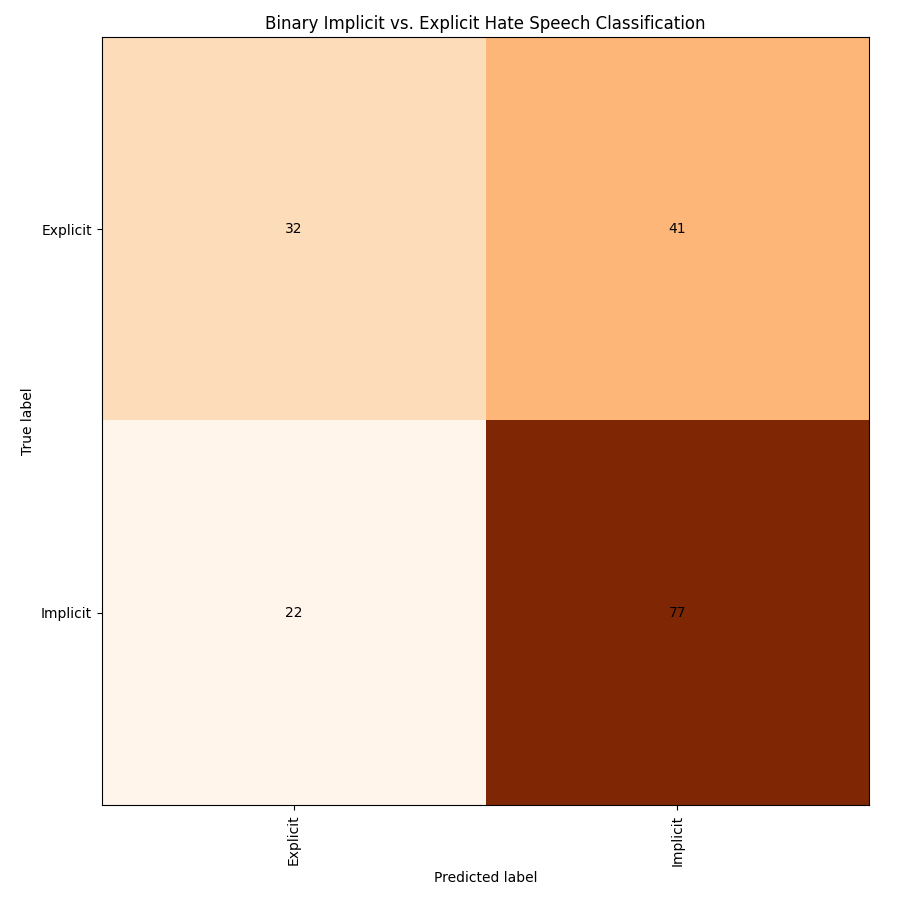 Binary Implicit vs. Explicit Hate Speech Classification
Explicit
32
41
True label
Implicit
22
77
Explicit
Implicit
Predicted label